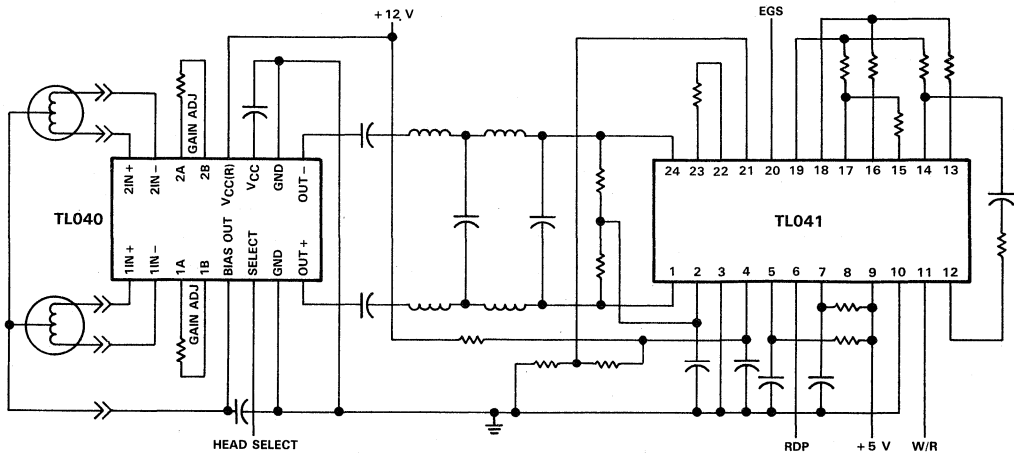 +12 V
EGS
GAIN ADJ
2IN+ 2IN- 2A 2B VCC(R) VCC GND OUT-
TL040
1IN+ 1IN- 1A 1B BIAS OUT SELECT GND OUT+
GAIN ADJ
24 23 22 21 20 19 18 17 16 15 14 13
TL041
1 2 3 4 5 6 7 8 9 10 11 12
HEAD SELECT
RDP
+5 V
W/R